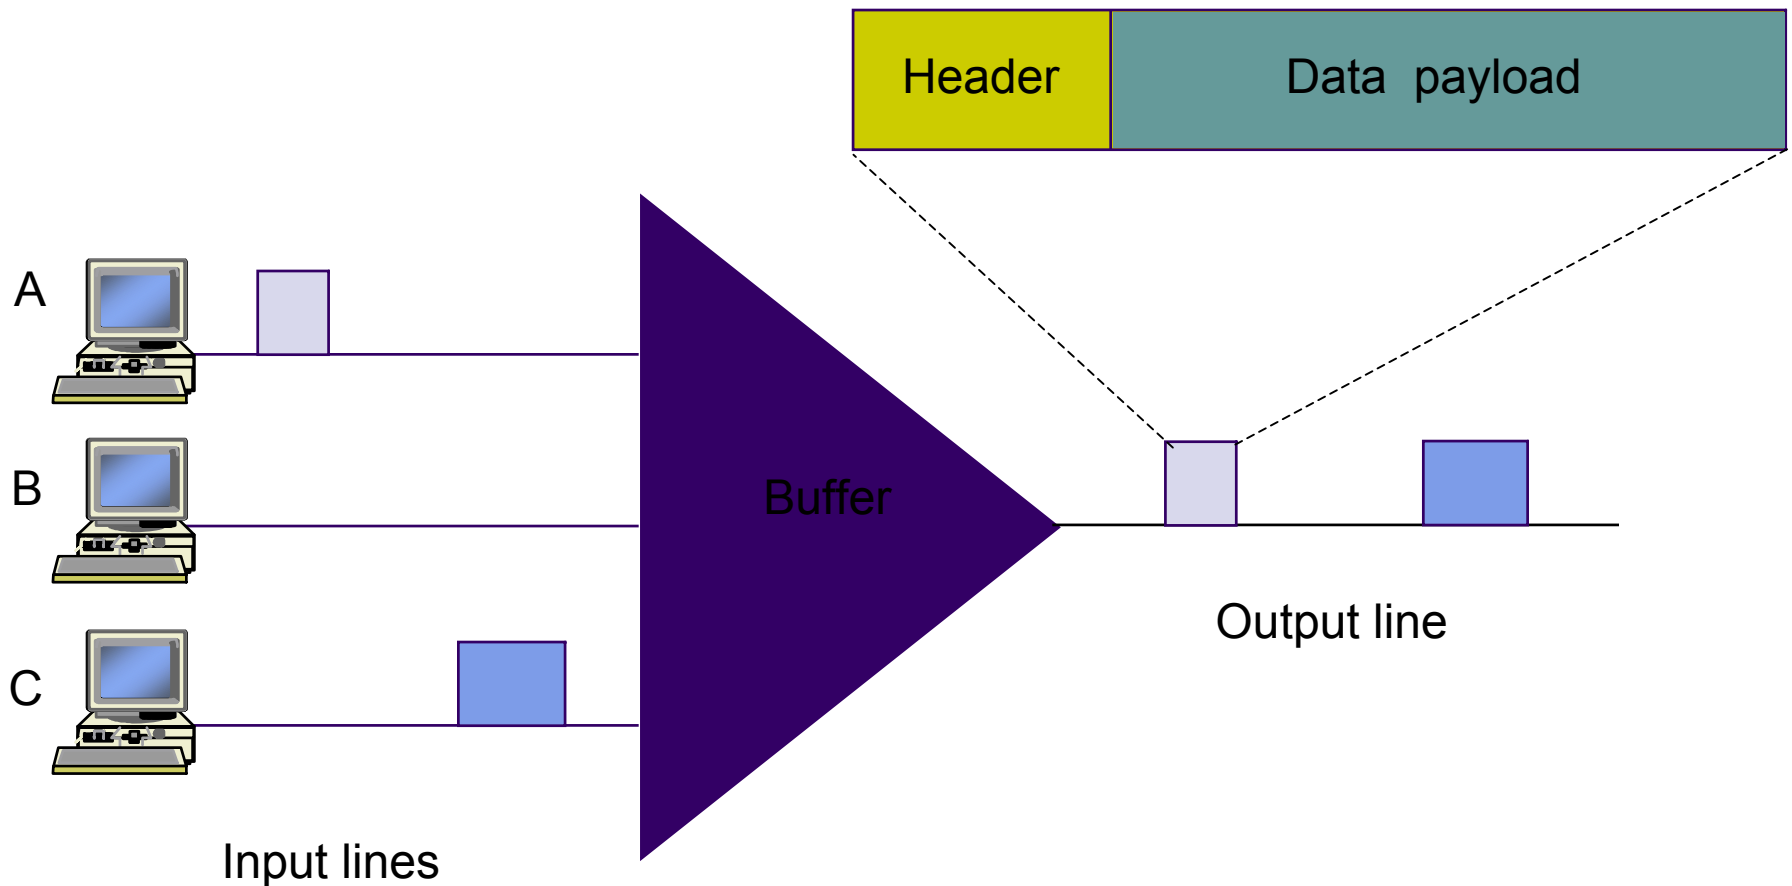 Header
Data payload
A
B
Buffer
Output line
C
Input lines